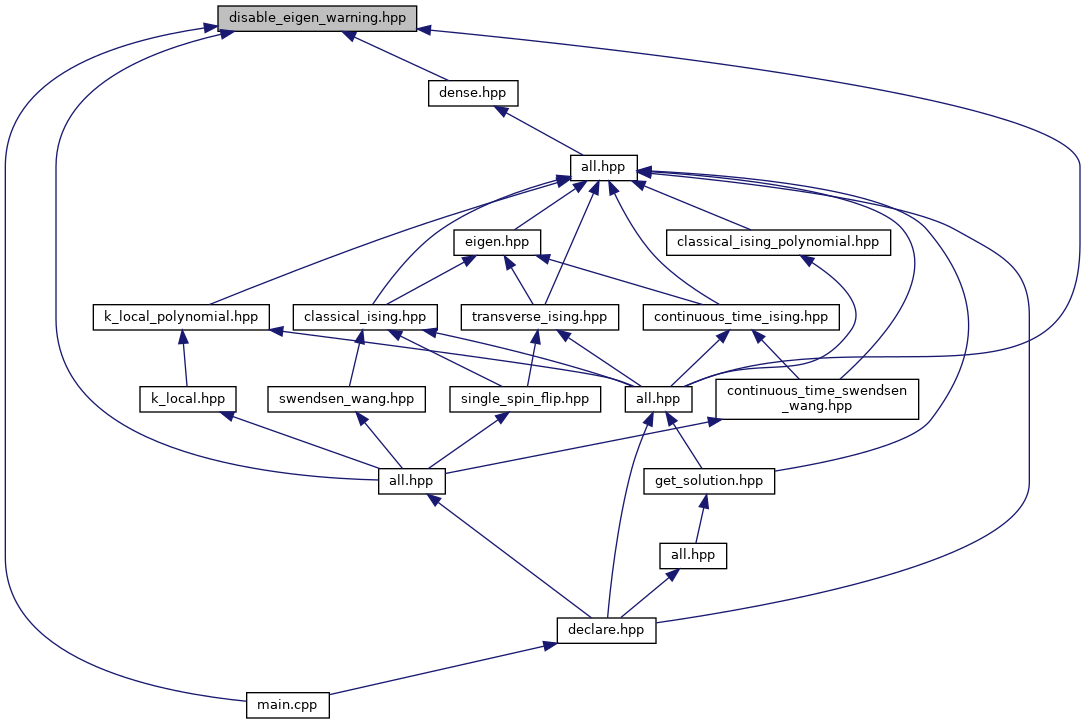 disable_eigen_warning.hpp
dense.hpp
all.hpp
eigen.hpp
classical_ising_polynomial.hpp
k_local_polynomial.hpp
classical_ising.hpp
transverse_ising.hpp
continuous_time_ising.hpp
k_local.hpp
swendsen_wang.hpp
single_spin_flip.hpp
all.hpp
continuous_time_swendsen
_wang.hpp
all.hpp
get_solution.hpp
all.hpp
declare.hpp
main.cpp